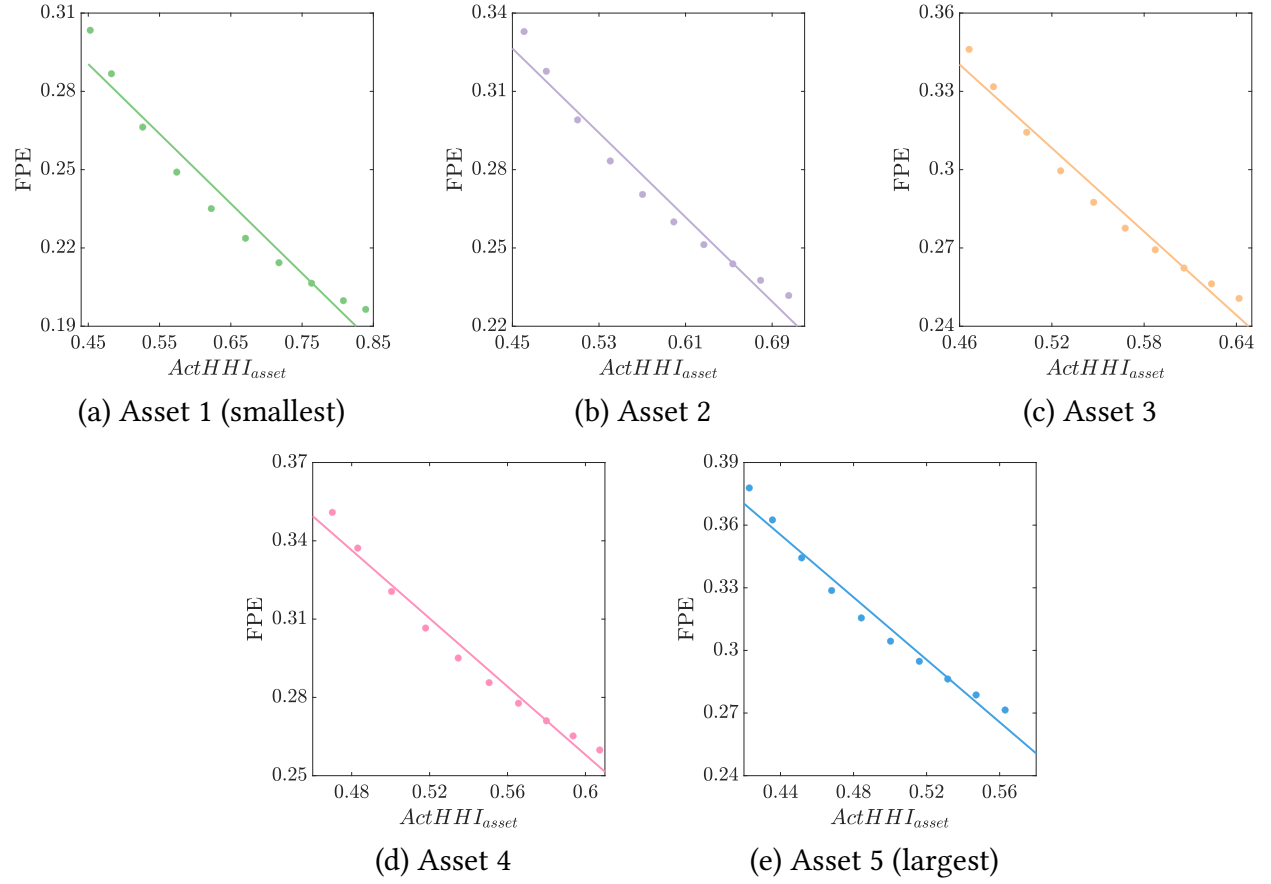 0.31
0.28
0.25
0.22
0.19
FPE
0.45 0.55 0.65 0.75 0.85
ActHHI_asset
(a) Asset 1 (smallest)
0.34
0.31
0.28
0.25
0.22
FPE
0.45 0.53 0.61 0.69
ActHHI_asset
(b) Asset 2
0.36
0.33
0.3
0.27
0.24
FPE
0.46 0.52 0.58 0.64
ActHHI_asset
(c) Asset 3
0.37
0.34
0.31
0.28
0.25
FPE
0.48 0.52 0.56 0.6
ActHHI_asset
(d) Asset 4
0.39
0.36
0.33
0.3
0.27
0.24
FPE
0.44 0.48 0.52 0.56
ActHHI_asset
(e) Asset 5 (largest)